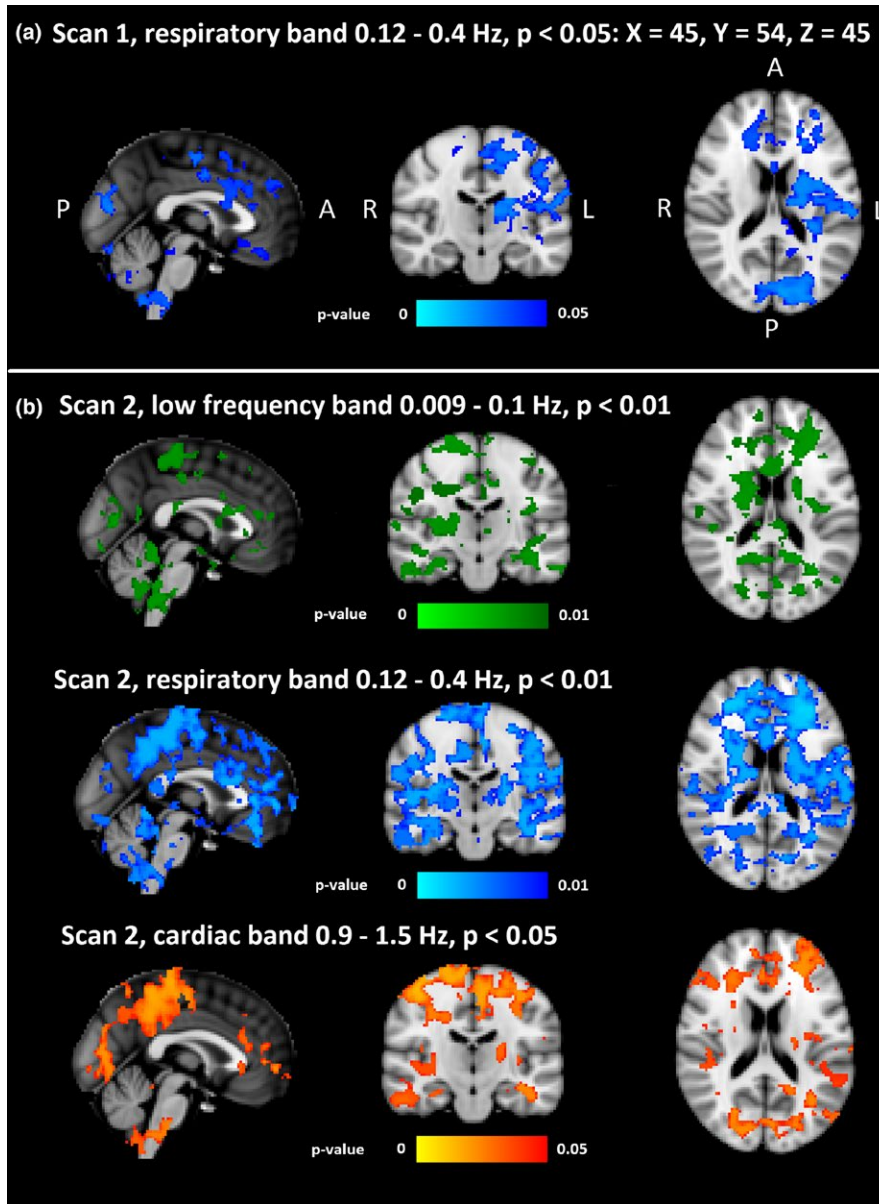 (a) Scan 1, respiratory band 0.12 - 0.4 Hz, p < 0.05: X = 45, Y = 54, Z = 45
A
P A R L R L
p-value 0 0.05
P
(b) Scan 2, low frequency band 0.009 - 0.1 Hz, p < 0.01
p-value 0 0.01
Scan 2, respiratory band 0.12 - 0.4 Hz, p < 0.01
p-value 0 0.01
Scan 2, cardiac band 0.9 - 1.5 Hz, p < 0.05
p-value 0 0.05